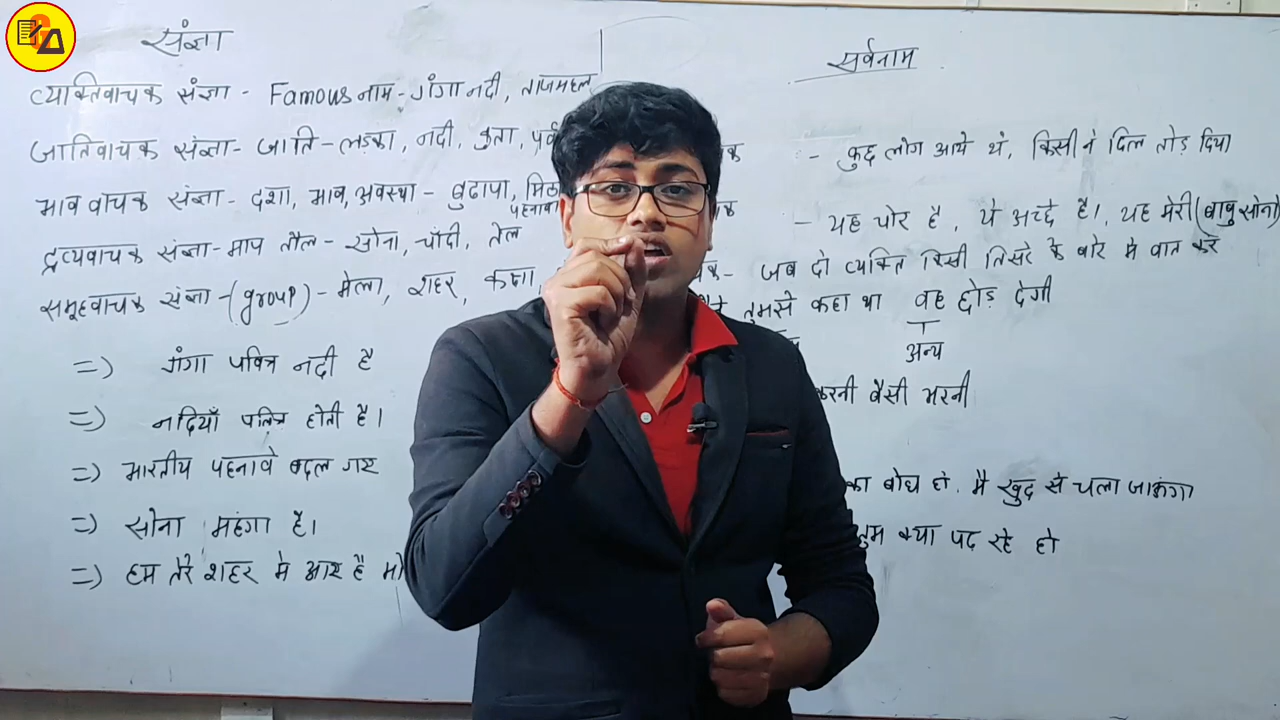 संज्ञा
व्यक्तिवाचक संज्ञा - Famous नाम - गंगा नदी, ताजमहल
जातिवाचक संज्ञा - जाति - लड़का, नदी, कुत्ता, पर्व
भाव वाचक संज्ञा - दशा, भाव, अवस्था - बुढापा, मिठा
पहनावा
द्रव्यवाचक संज्ञा - माप तौल - सोना, चाँदी, तेल
समूहवाचक संज्ञा - (group) - मेला, शहर, कक्षा,
=) गंगा पवित्र नदी है
=) नदियाँ पवित्र होती है।
=) भारतीय पहनावे बदल गए
=) सोना महंगा है।
=) हम तेरे शहर मे आए है मो
सर्वनाम
क - कुछ लोग आये थे, किसी ने दिल तोड़ दिया
क - यह चोर है, ये अच्छे है।, यह मेरी (बाबु सोना)
क - जब दो व्यक्ति किसी तिसरे के बारे मे बात करे
तुमसे कहा था वह छोड़ देगी
अन्य
करनी वैसी भरनी
का बोध हो. मै खुद से चला जाऊंगा
तुम क्या पढ रहे हो